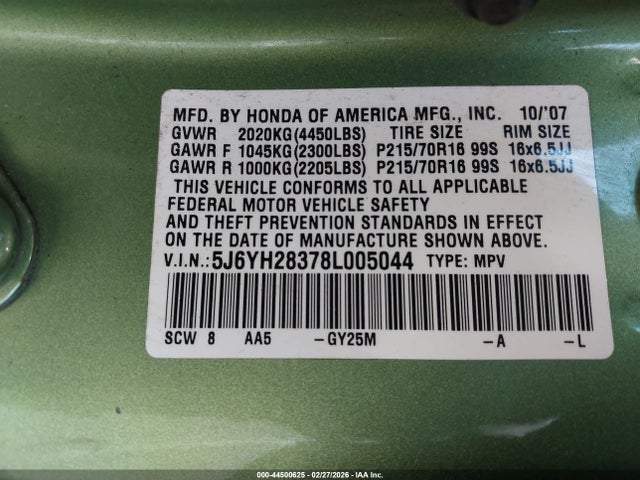 MFD. BY HONDA OF AMERICA MFG., INC. 10/'07
GVWR 2020KG(4450LBS) TIRE SIZE RIM SIZE
GAWR F 1045KG(2300LBS) P215/70R16 99S 16x6.5JJ
GAWR R 1000KG(2205LBS) P215/70R16 99S 16x6.5JJ
THIS VEHICLE CONFORMS TO ALL APPLICABLE
FEDERAL MOTOR VEHICLE SAFETY
AND THEFT PREVENTION STANDARDS IN EFFECT
ON THE DATE OF MANUFACTURE SHOWN ABOVE.
V.I.N.:5J6YH28378L005044 TYPE: MPV
SCW 8 AA5 -GY25M -A -L
000-44500625 - 02/27/2026 - IAA Inc.